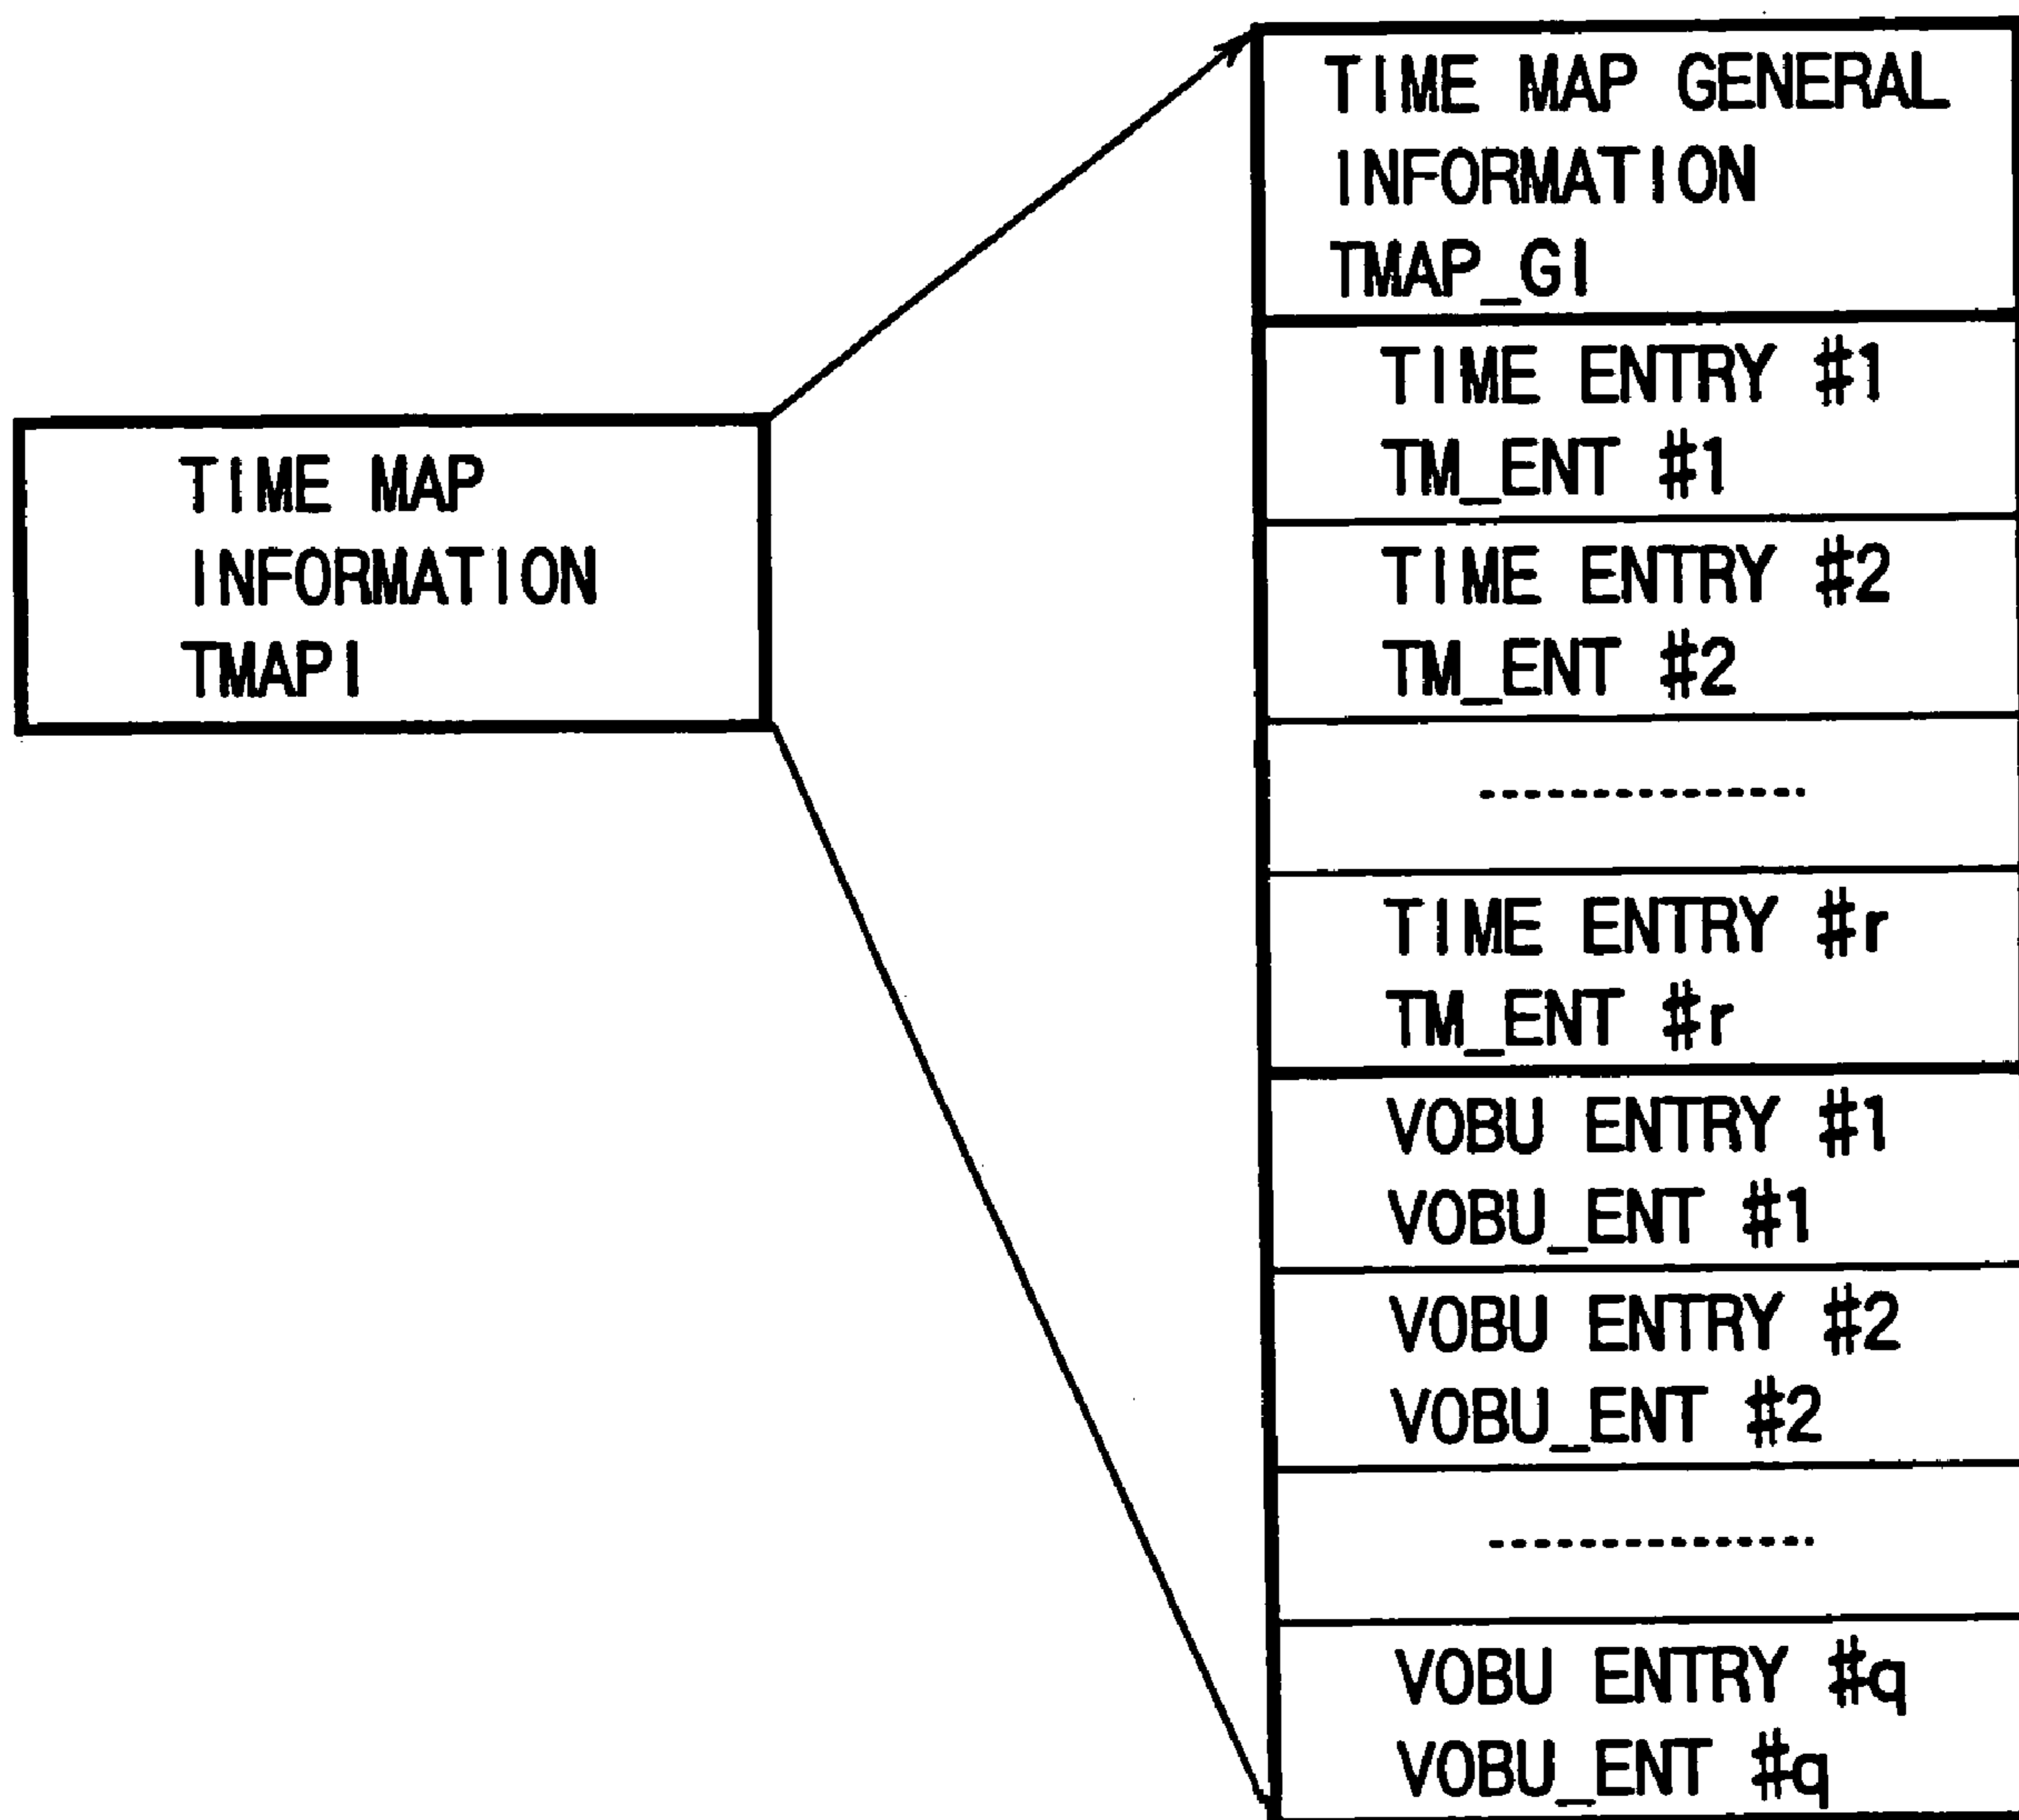 TIME MAP
INFORMATION
TMAPI
TIME MAP GENERAL
INFORMATION
TMAP_GI
TIME ENTRY #1
TM_ENT #1
TIME ENTRY #2
TM_ENT #2
TIME ENTRY #r
TM_ENT #r
VOBU ENTRY #1
VOBU_ENT #1
VOBU ENTRY #2
VOBU_ENT #2
VOBU ENTRY #q
VOBU_ENT #q